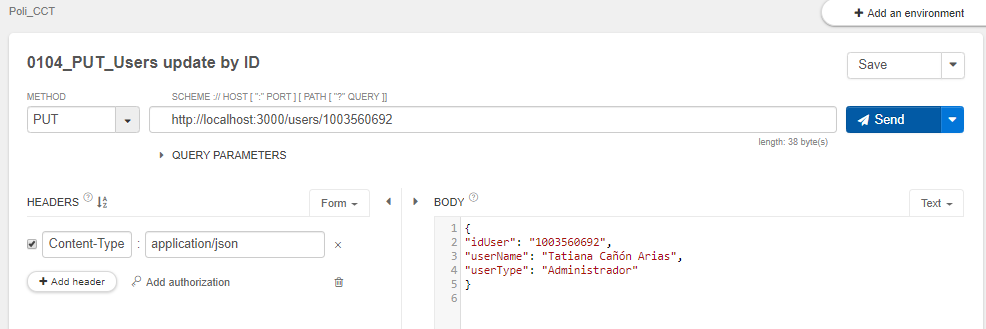 Poli_CCT
+ Add an environment
0104_PUT_Users update by ID
Save
METHOD
SCHEME :// HOST [ ":" PORT ] [ PATH [ "?" QUERY ]]
PUT
http://localhost:3000/users/1003560692
Send
length: 38 byte(s)
QUERY PARAMETERS
HEADERS ? A Z
Form
BODY ?
Text
Content-Type : application/json ×
+ Add header
Add authorization
1 {
2 "idUser": "1003560692",
3 "userName": "Tatiana Cañón Arias",
4 "userType": "Administrador"
5 }
6